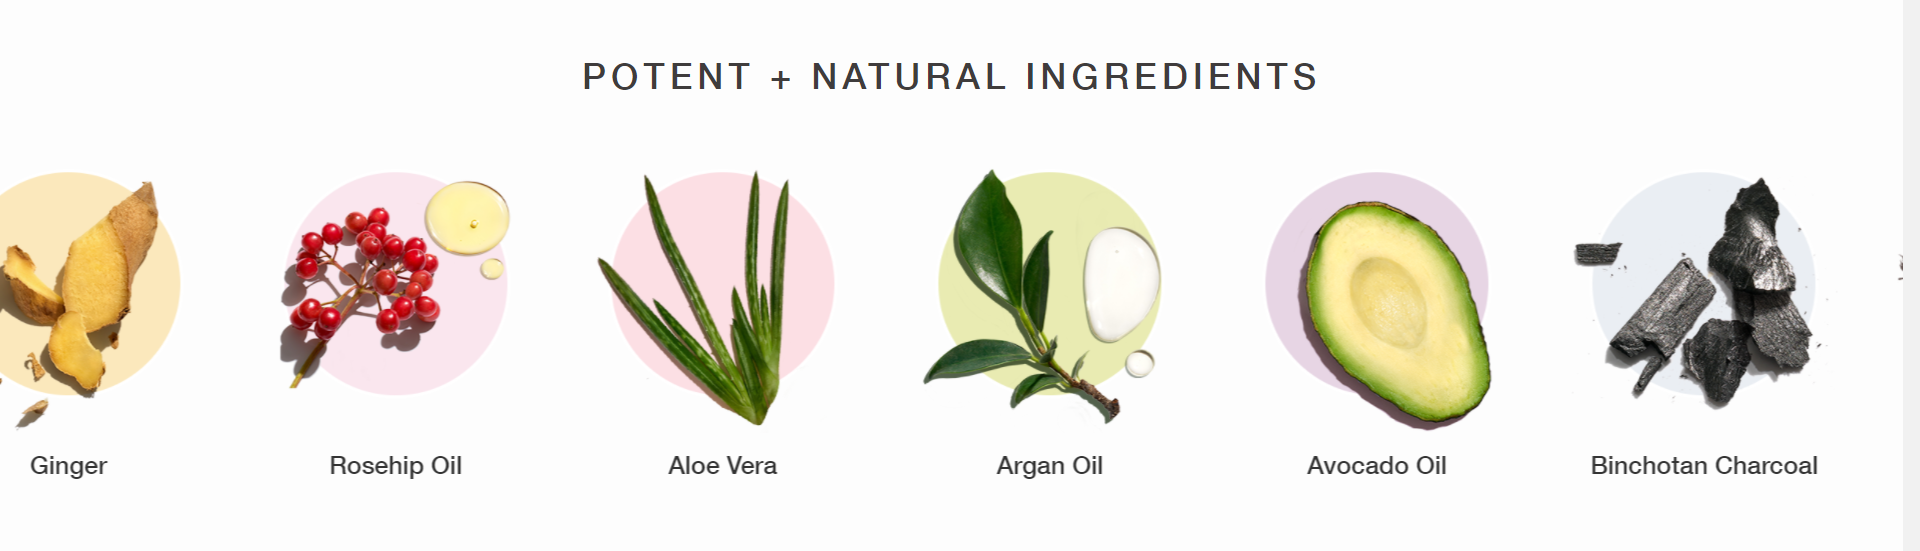 POTENT + NATURAL INGREDIENTS
Ginger
Rosehip Oil
Aloe Vera
Argan Oil
Avocado Oil
Binchotan Charcoal